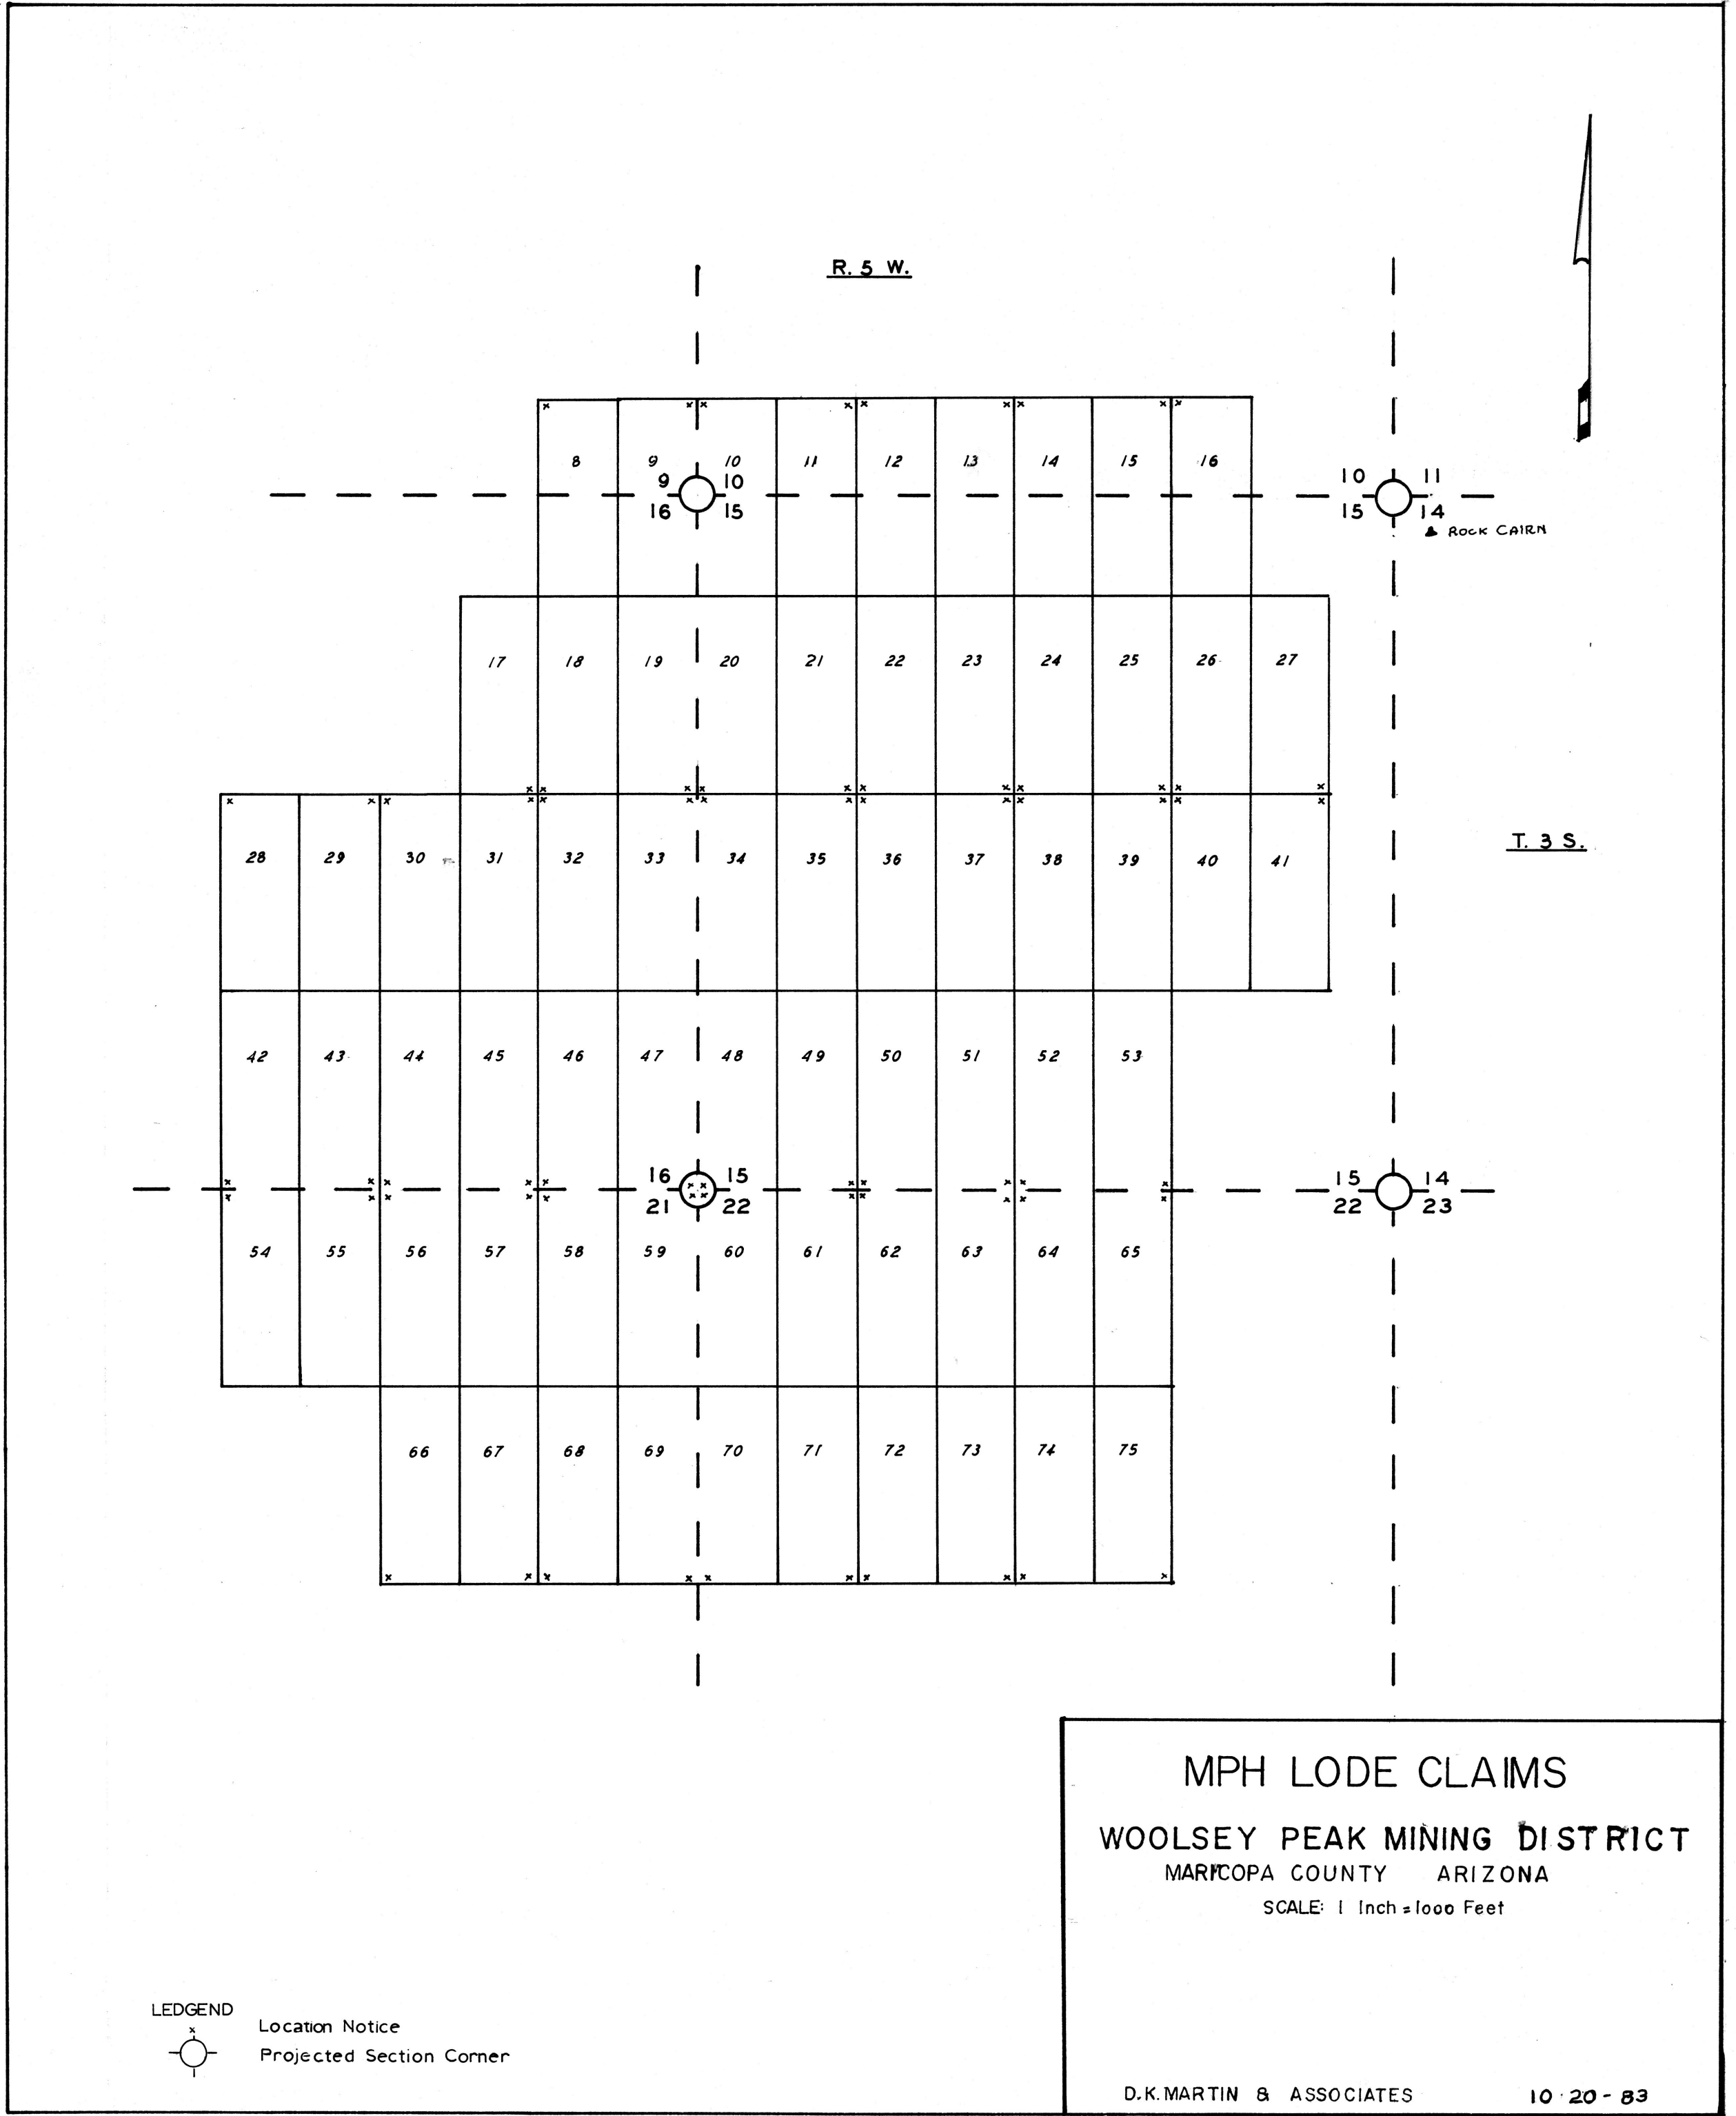 R. 5 W.
8 9 10 11 12 13 14 15 16
9 10 10 11
16 15 15 14
ROCK CAIRN
17 18 19 20 21 22 23 24 25 26 27
T. 3 S.
28 29 30 31 32 33 34 35 36 37 38 39 40 41
42 43 44 45 46 47 48 49 50 51 52 53
16 15 15 14
21 22 22 23
54 55 56 57 58 59 60 61 62 63 64 65
66 67 68 69 70 71 72 73 74 75
MPH LODE CLAIMS
WOOLSEY PEAK MINING DISTRICT
MARICOPA COUNTY ARIZONA
SCALE: 1 Inch = 1000 Feet
LEDGEND
x Location Notice
Projected Section Corner
D.K. MARTIN & ASSOCIATES 10-20-83